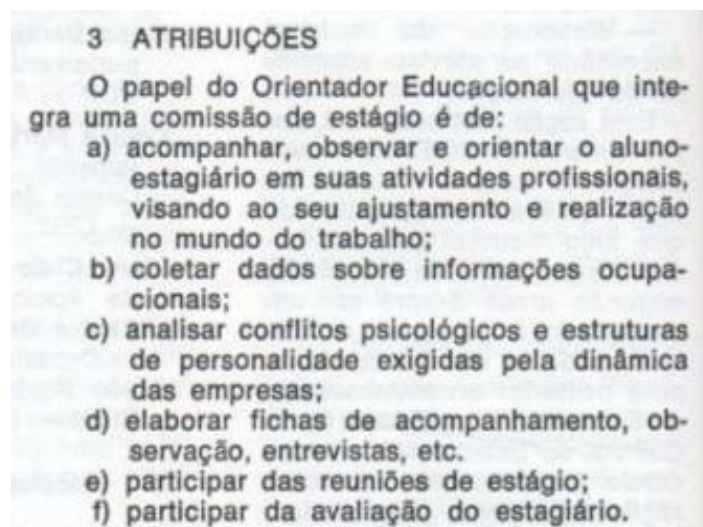 3 ATRIBUIÇÕES
O papel do Orientador Educacional que inte-
gra uma comissão de estágio é de:
a) acompanhar, observar e orientar o aluno-
estagiário em suas atividades profissionais,
visando ao seu ajustamento e realização
no mundo do trabalho;
b) coletar dados sobre informações ocupa-
cionais;
c) analisar conflitos psicológicos e estruturas
de personalidade exigidas pela dinâmica
das empresas;
d) elaborar fichas de acompanhamento, ob-
servação, entrevistas, etc.
e) participar das reuniões de estágio;
f) participar da avaliação do estagiário.